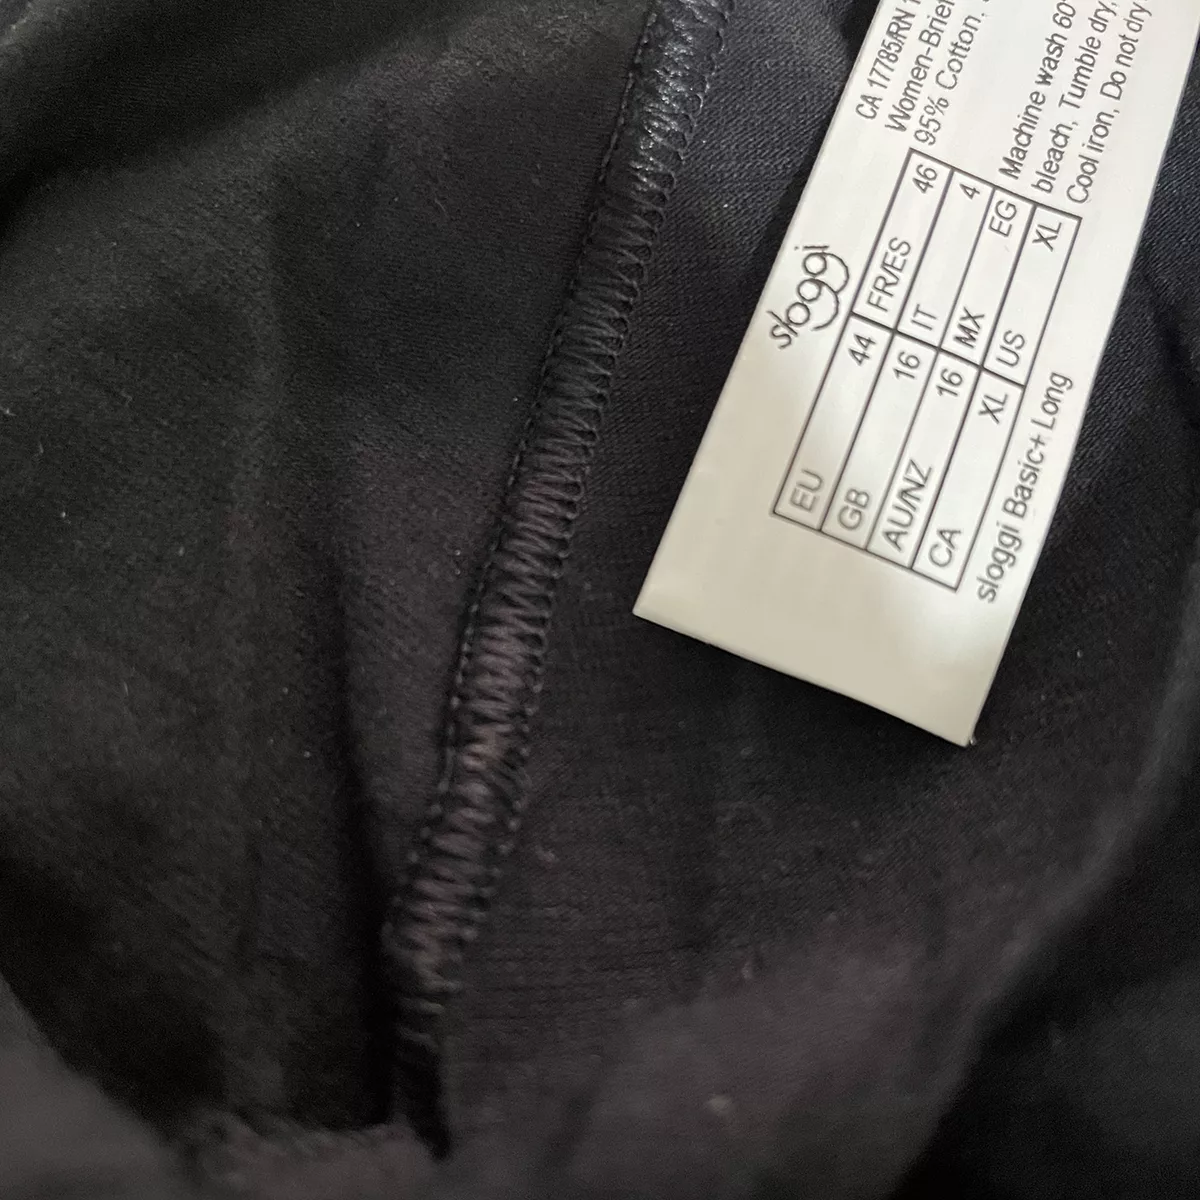 sloggi
EU 44 FR/ES 46
GB 16 IT 4
AU/NZ 16 MX EG
CA XL US XL
sloggi Basic+ Long
CA 17785/RN
Women-Brief
95% Cotton,
Machine wash 60°
bleach, Tumble dry,
Cool iron, Do not dry